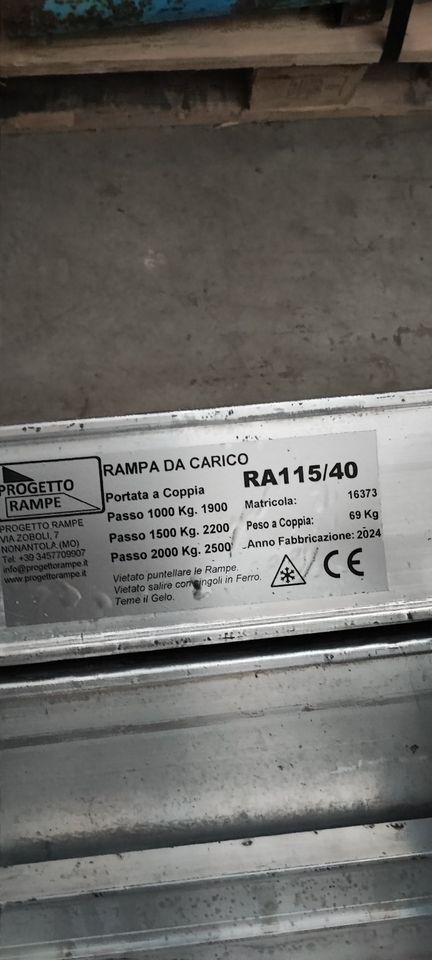 PROGETTO
RAMPE
PROGETTO RAMPE
VIA ZOBOLI, 7
NONANTOLA (MO)
Tel. +39 3457709907
info@progettorampe.it
www.progettorampe.it
RAMPA DA CARICO
Portata a Coppia
Passo 1000 Kg. 1900
Passo 1500 Kg. 2200
Passo 2000 Kg. 2500
Vietato puntellare le Rampe.
Vietato salire con cingoli in Ferro.
Teme il Gelo.
RA115/40
Matricola: 16373
Peso a Coppia: 69 Kg
Anno Fabbricazione: 2024
CE